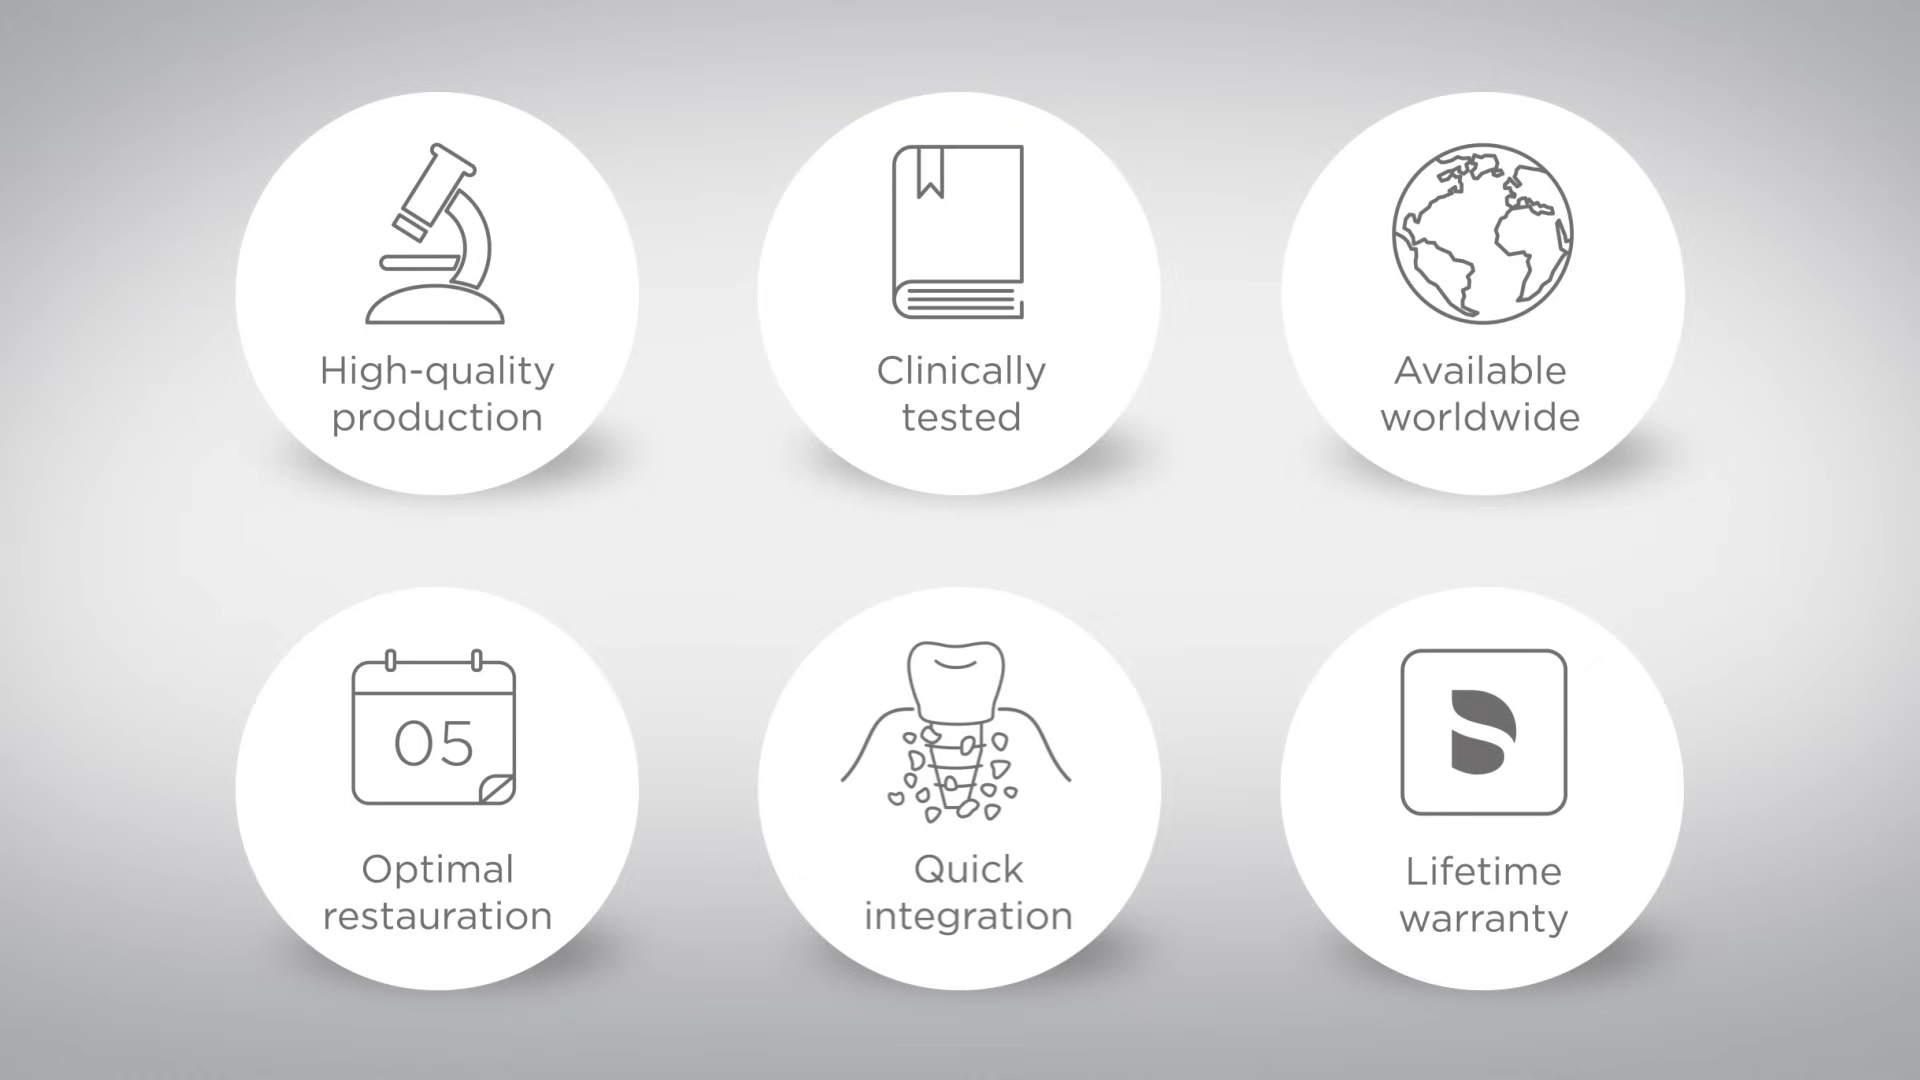 High-quality
production
Clinically
tested
Available
worldwide
05
Optimal
restauration
Quick
integration
Lifetime
warranty